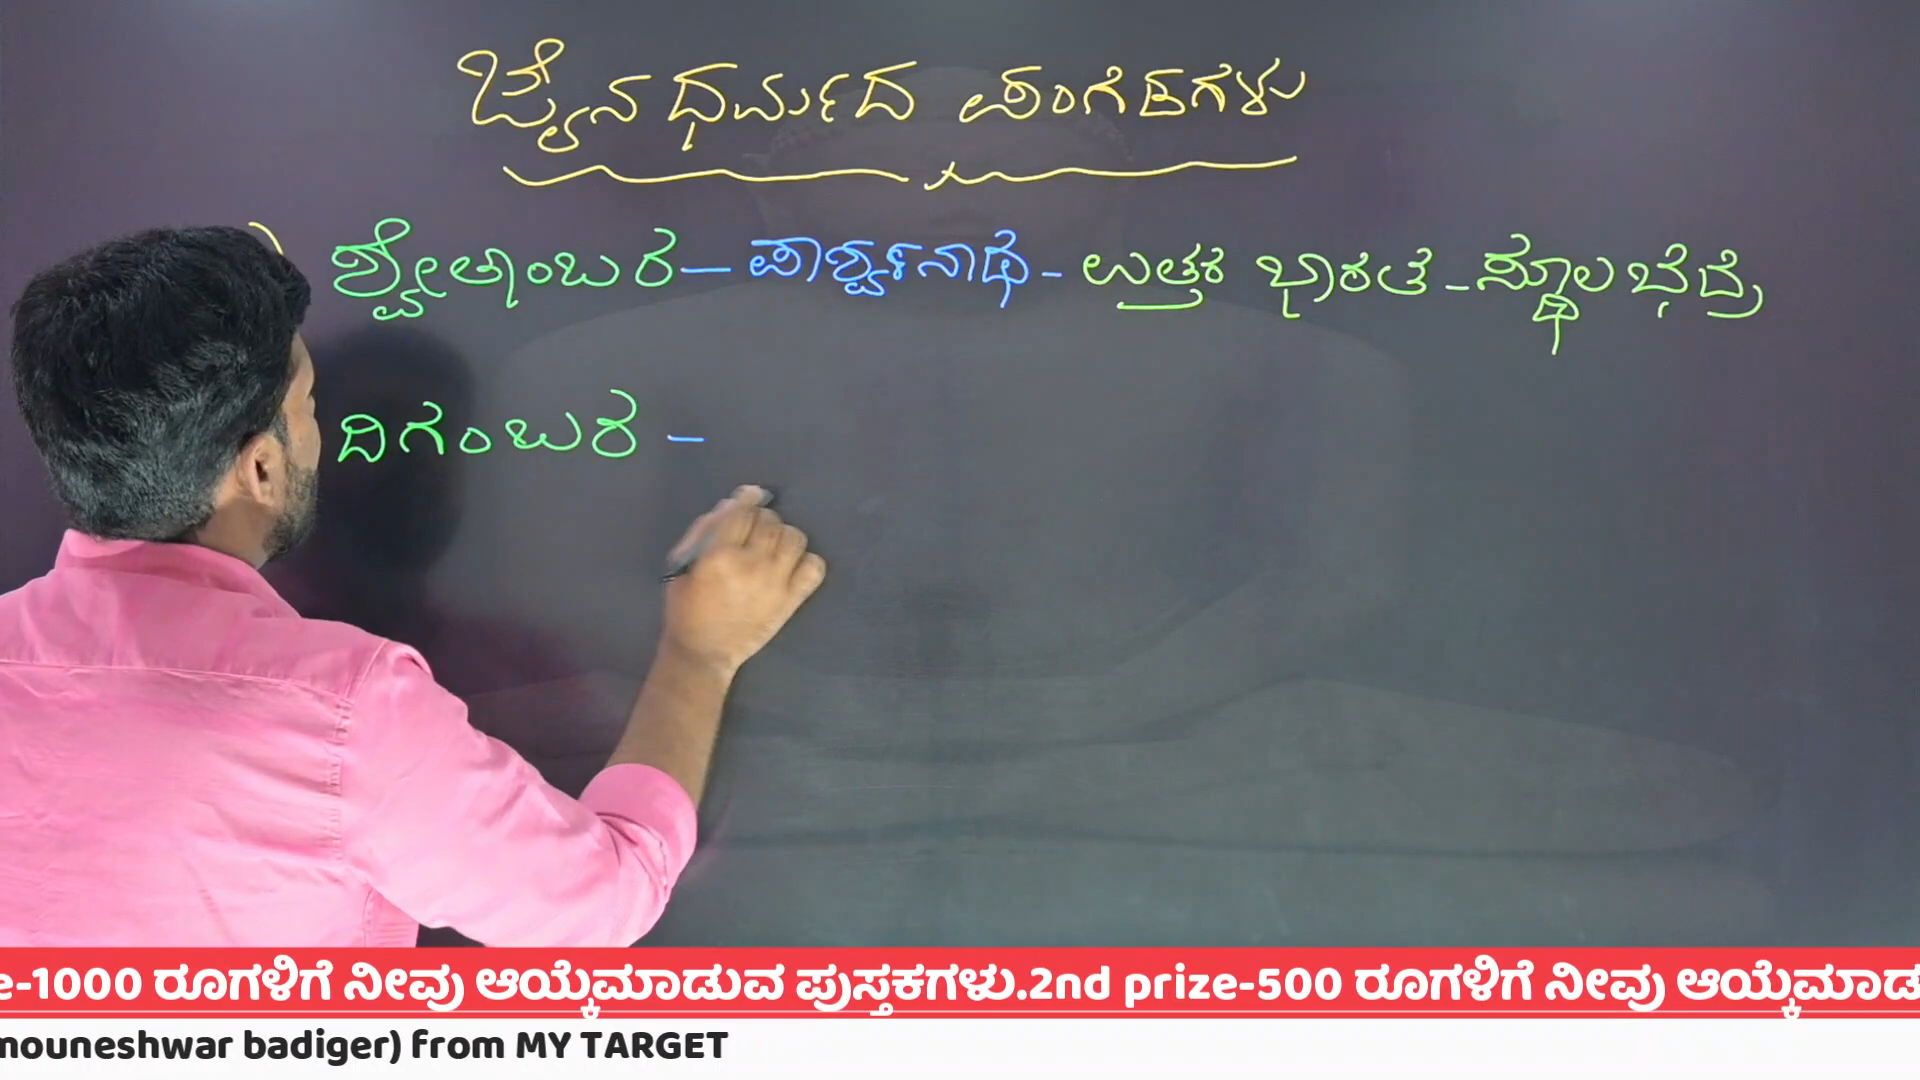 ಜೈನ ಧರ್ಮದ ಪಂಗಡಗಳು
ಶ್ವೇತಾಂಬರ – ಪಾರ್ಶ್ವನಾಥ – ಉತ್ತರ ಭಾರತ – ಸ್ಥೂಲಭದ್ರ
ದಿಗಂಬರ –
e-1000 ರೂಗಳಿಗೆ ನೀವು ಆಯ್ಕೆಮಾಡುವ ಪುಸ್ತಕಗಳು.2nd prize-500 ರೂಗಳಿಗೆ ನೀವು ಆಯ್ಕೆಮಾಡ
mouneshwar badiger) from MY TARGET